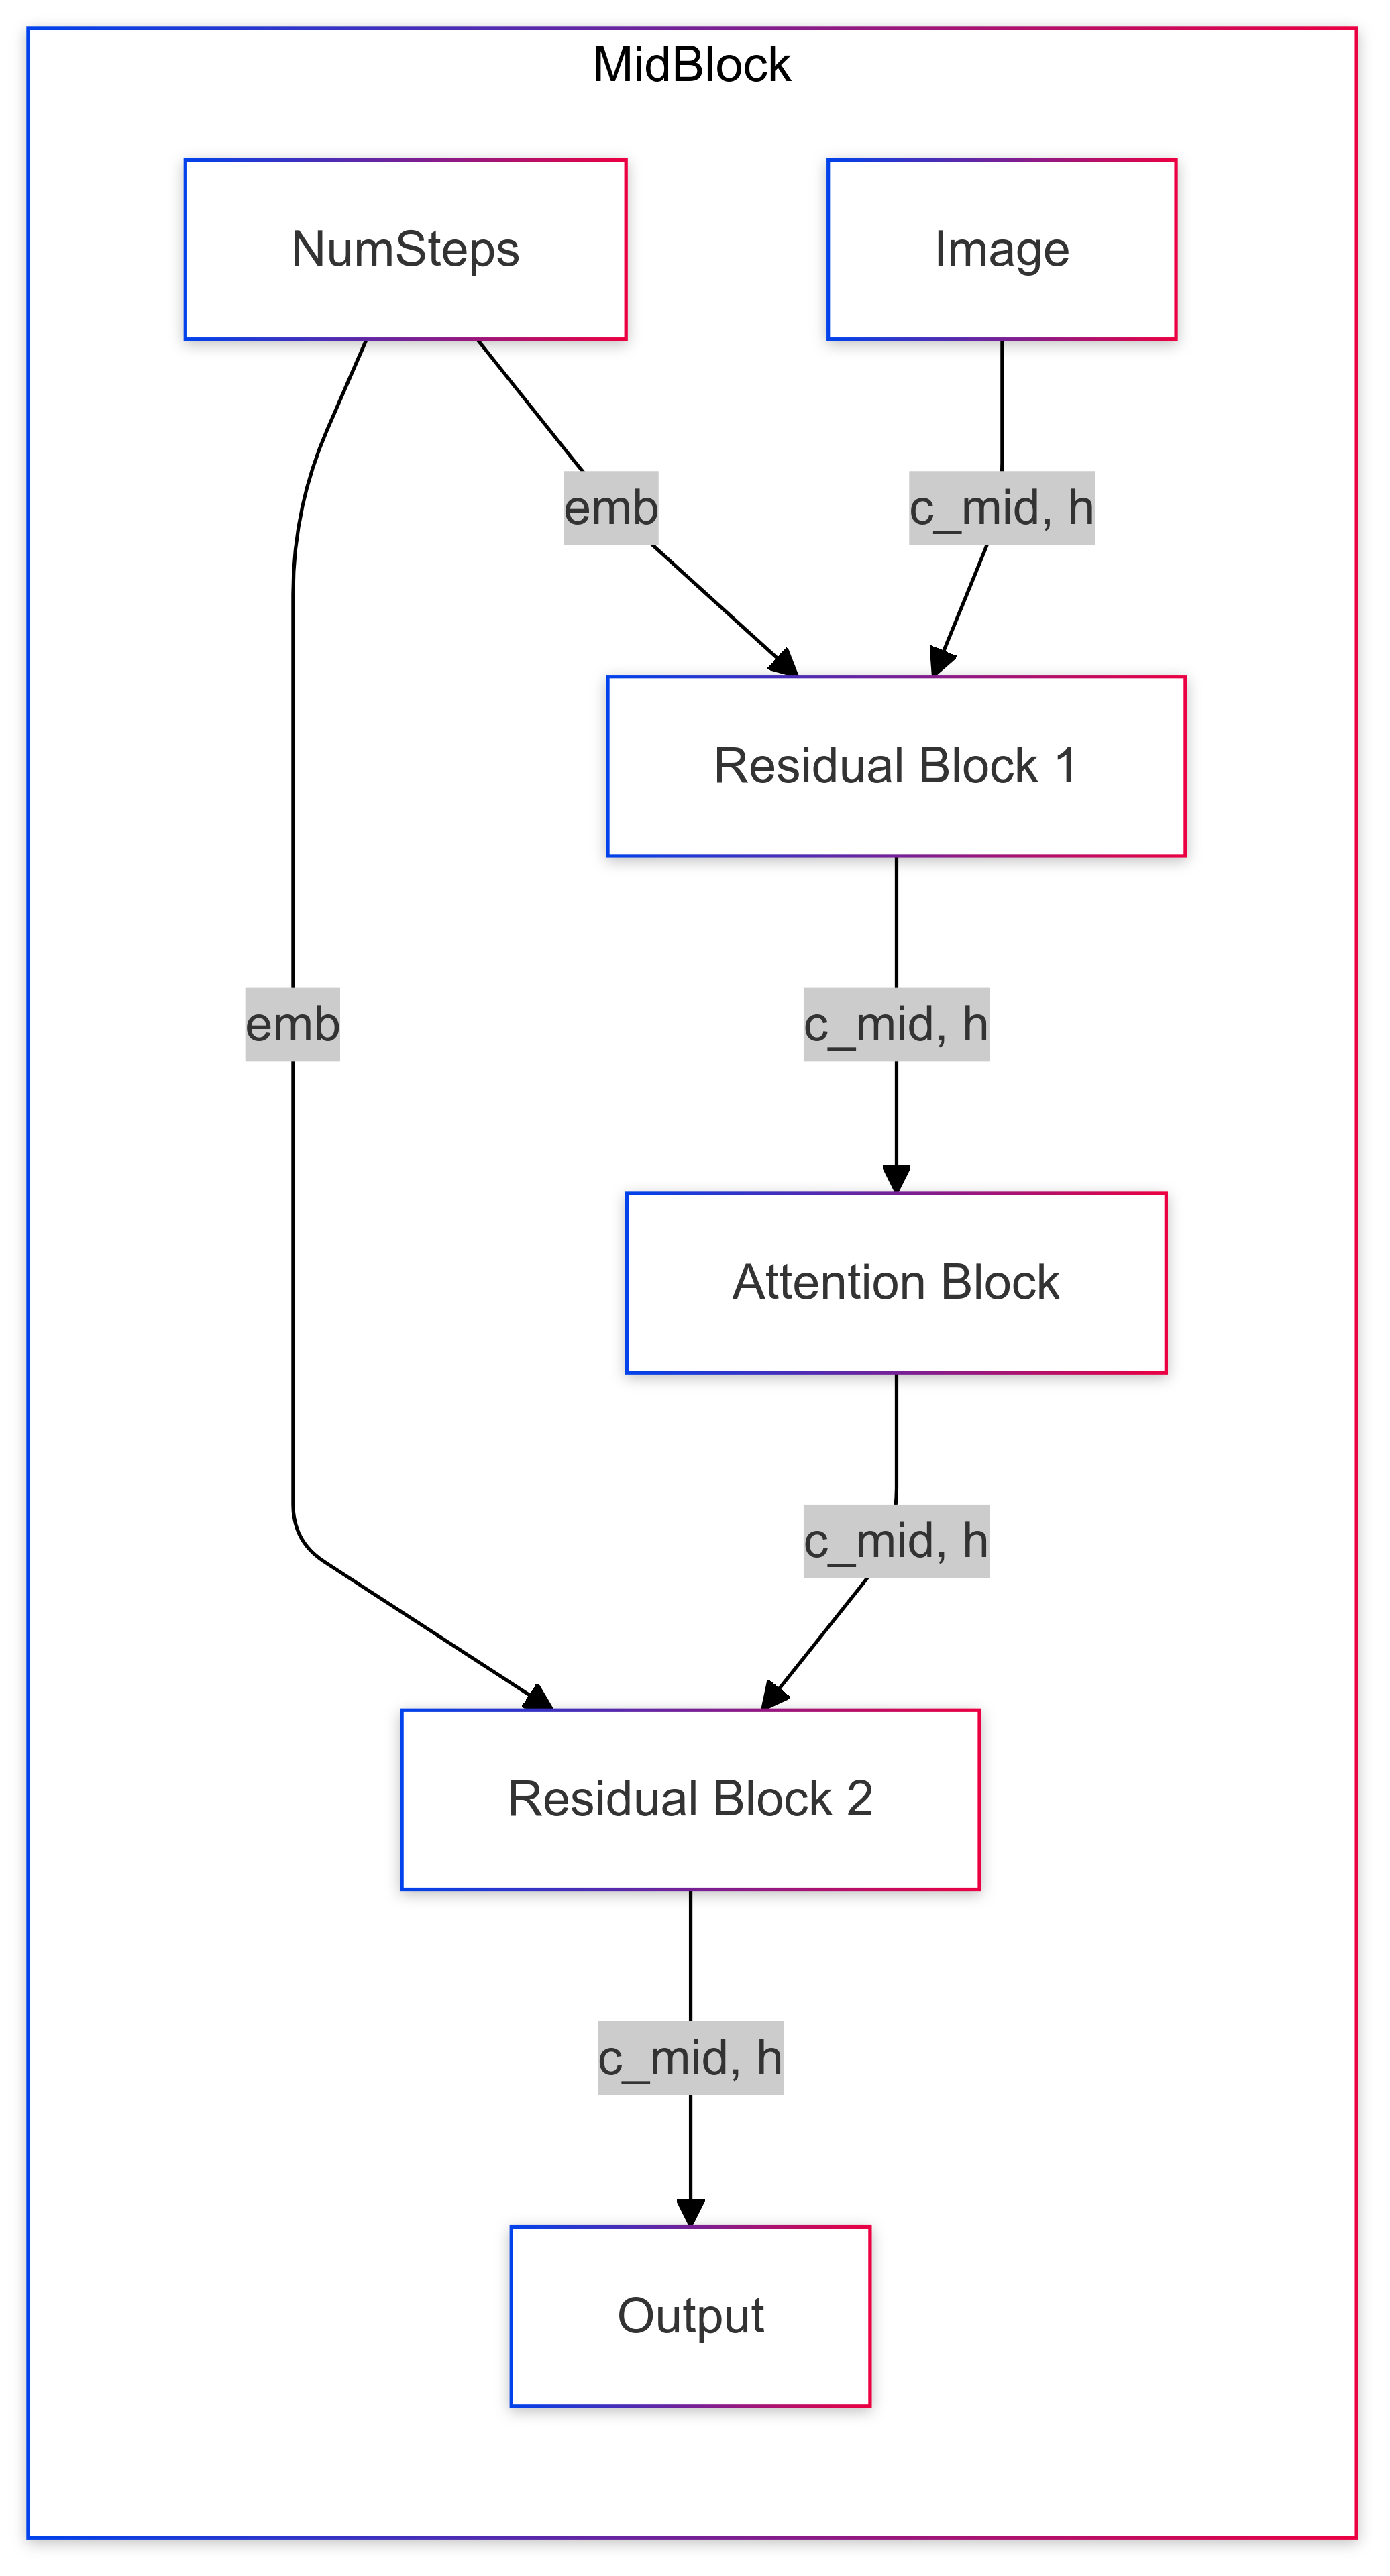 MidBlock
NumSteps
Image
emb
c_mid, h
Residual Block 1
emb
c_mid, h
Attention Block
c_mid, h
Residual Block 2
c_mid, h
Output